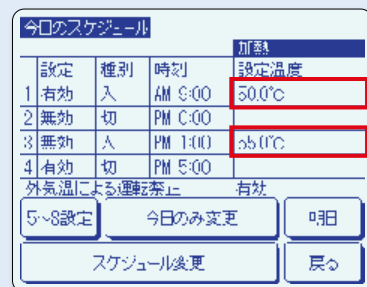 今日のスケジュール
加熱
設定 種別 時刻 設定温度
1 有効 入 AM 9:00 50.0℃
2 無効 切 PM 0:00
3 無効 入 PM 1:00 55.0℃
4 有効 切 PM 5:00
外気温による運転禁止 有効
5~8設定 今日のみ変更 明日
スケジュール変更 戻る